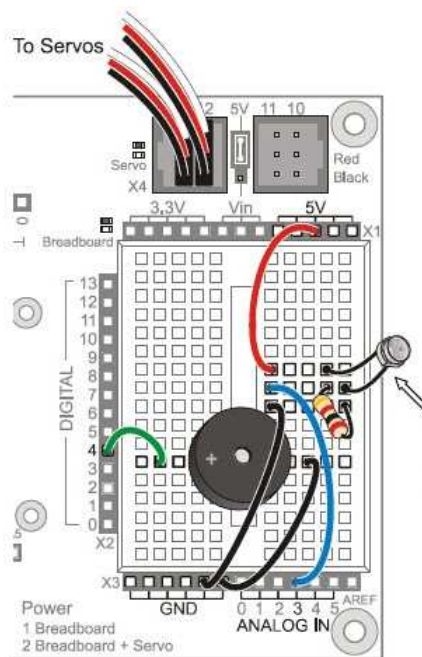 To Servos
2 5V 11 10
Servo
X4
Red
Black
3.3V Vin 5V
X1
Breadboard
0
13
12
11
10
9
8
7
6
5
4
3
2
1
0
DIGITAL
X2
5
X3
GND
0 1 2 3 4 5 AREF
ANALOG IN
+
Power
1 Breadboard
2 Breadboard + Servo